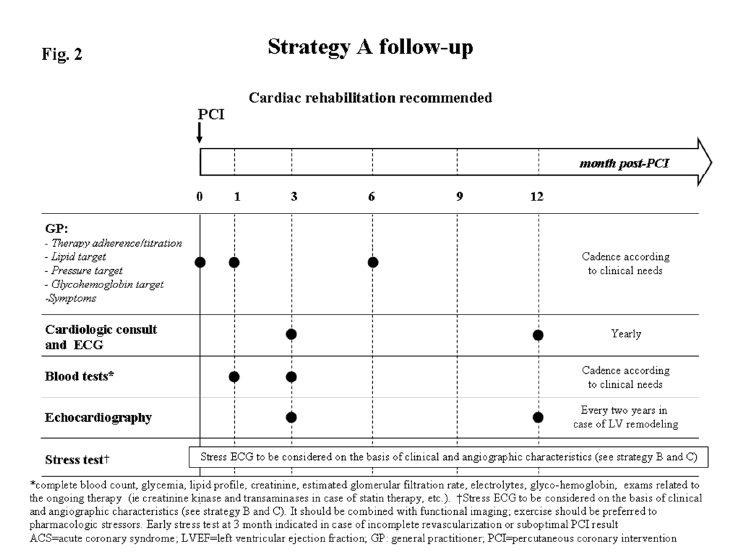 Fig. 2
Strategy A follow-up
Cardiac rehabilitation recommended
PCI
month post-PCI
0 1 3 6 9 12
GP:
- Therapy adherence/titration
- Lipid target
- Pressure target
- Glycohemoglobin target
-Symptoms
Cadence according
to clinical needs
Cardiologic consult
and ECG
Yearly
Blood tests*
Cadence according
to clinical needs
Echocardiography
Every two years in
case of LV remodeling
Stress test†
Stress ECG to be considered on the basis of clinical and angiographic characteristics (see strategy B and C)
*complete blood count, glycemia, lipid profile, creatinine, estimated glomerular filtration rate, electrolytes, glyco-hemoglobin, exams related to
the ongoing therapy (ie creatinine kinase and transaminases in case of statin therapy, etc.). †Stress ECG to be considered on the basis of clinical
and angiographic characteristics (see strategy B and C). It should be combined with functional imaging; exercise should be preferred to
pharmacologic stressors. Early stress test at 3 month indicated in case of incomplete revascularization or suboptimal PCI result
ACS=acute coronary syndrome; LVEF=left ventricular ejection fraction; GP: general practitioner; PCI=percutaneous coronary intervention